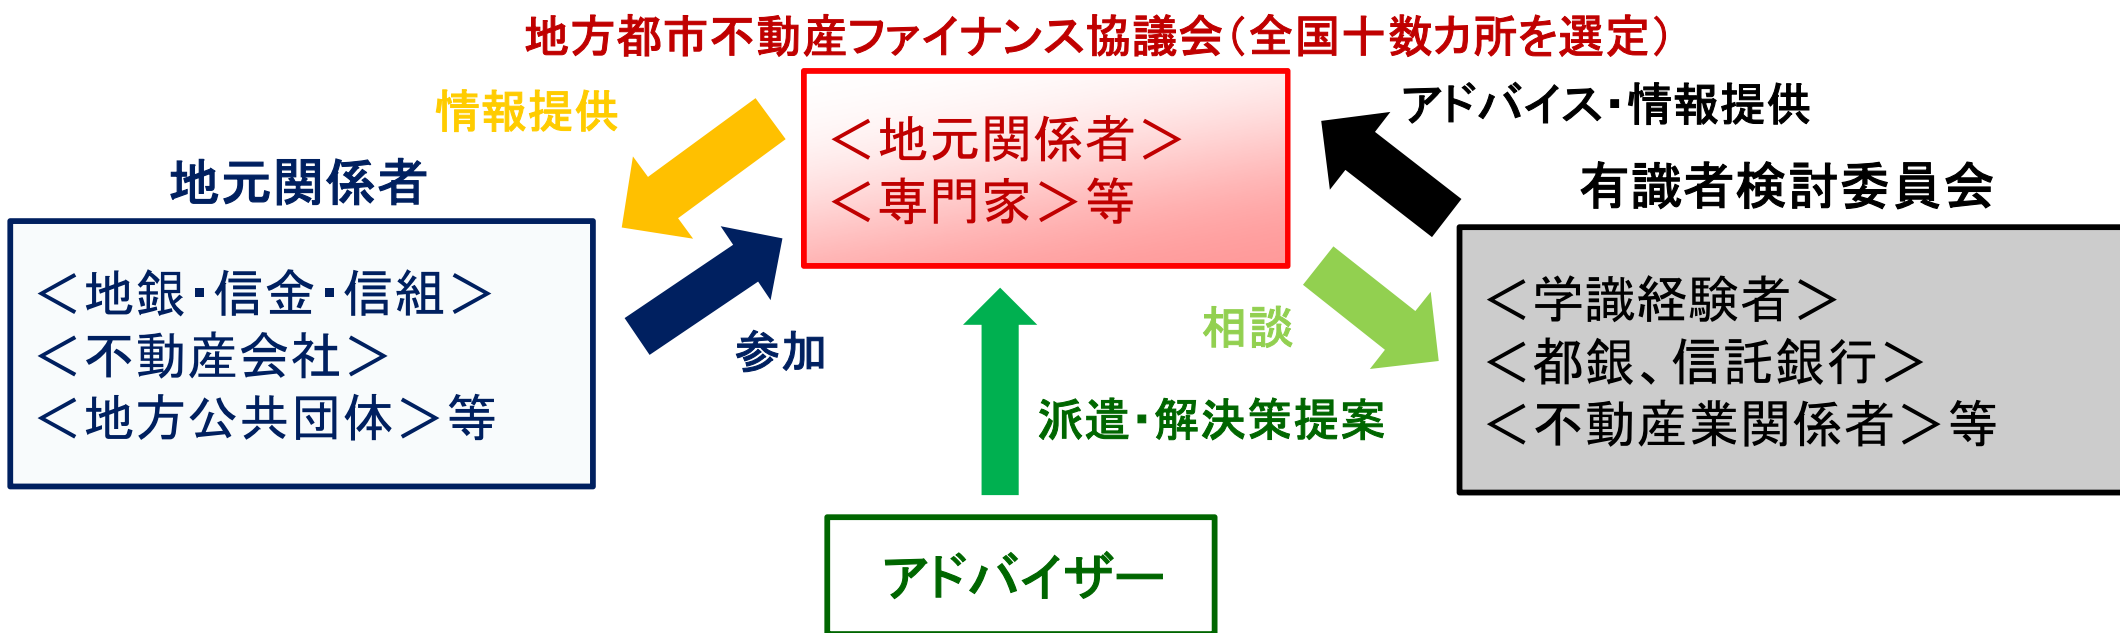 地方都市不動産ファイナンス協議会（全国十数カ所を選定）
情報提供
＜地元関係者＞
＜専門家＞等
アドバイス・情報提供
地元関係者
有識者検討委員会
＜地銀・信金・信組＞
＜不動産会社＞
＜地方公共団体＞等
参加
相談
＜学識経験者＞
＜都銀、信託銀行＞
＜不動産業関係者＞等
派遣・解決策提案
アドバイザー